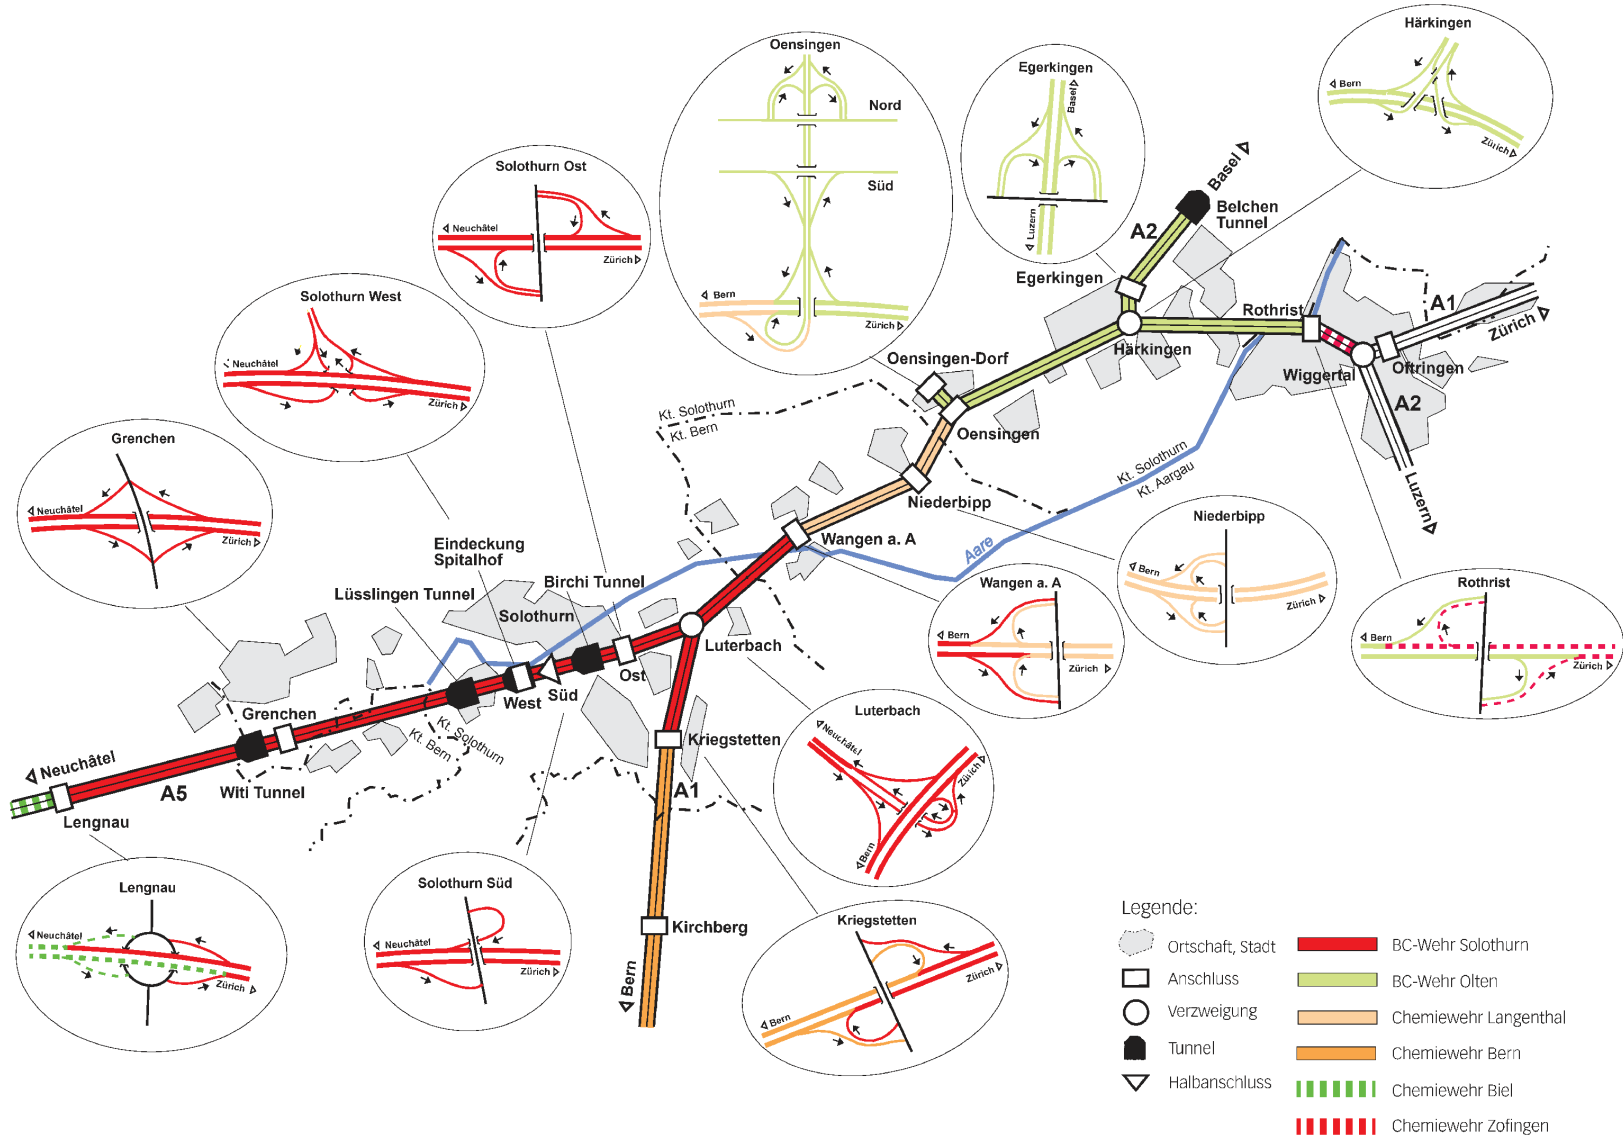 Härkingen
Bern
Zürich
Oensingen
Nord
Süd
Bern
Zürich
Egerkingen
Basel
Luzern
Solothurn Ost
Neuchâtel
Zürich
Solothurn West
Neuchâtel
Zürich
Grenchen
Neuchâtel
Zürich
Basel
Belchen
Tunnel
A2
Egerkingen
Rothrist
A1
Zürich
Härkingen
Wiggertal
Oftringen
A2
Luzern
Oensingen-Dorf
Oensingen
Kt. Solothurn
Kt. Bern
Kt. Solothurn
Kt. Aargau
Niederbipp
Aare
Wangen a. A
Niederbipp
Bern
Zürich
Wangen a. A
Bern
Zürich
Rothrist
Bern
Zürich
Eindeckung
Spitalhof
Birchi Tunnel
Lüsslingen Tunnel
Solothurn
Luterbach
Ost
Süd
West
Grenchen
Kt. Solothurn
Kt. Bern
Neuchâtel
A5
Witi Tunnel
Lengnau
Kriegstetten
A1
Kirchberg
Bern
Luterbach
Neuchâtel
Zürich
Bern
Lengnau
Neuchâtel
Zürich
Solothurn Süd
Neuchâtel
Zürich
Kriegstetten
Zürich
Bern
Legende:
Ortschaft, Stadt
Anschluss
Verzweigung
Tunnel
Halbanschluss
BC-Wehr Solothurn
BC-Wehr Olten
Chemiewehr Langenthal
Chemiewehr Bern
Chemiewehr Biel
Chemiewehr Zofingen